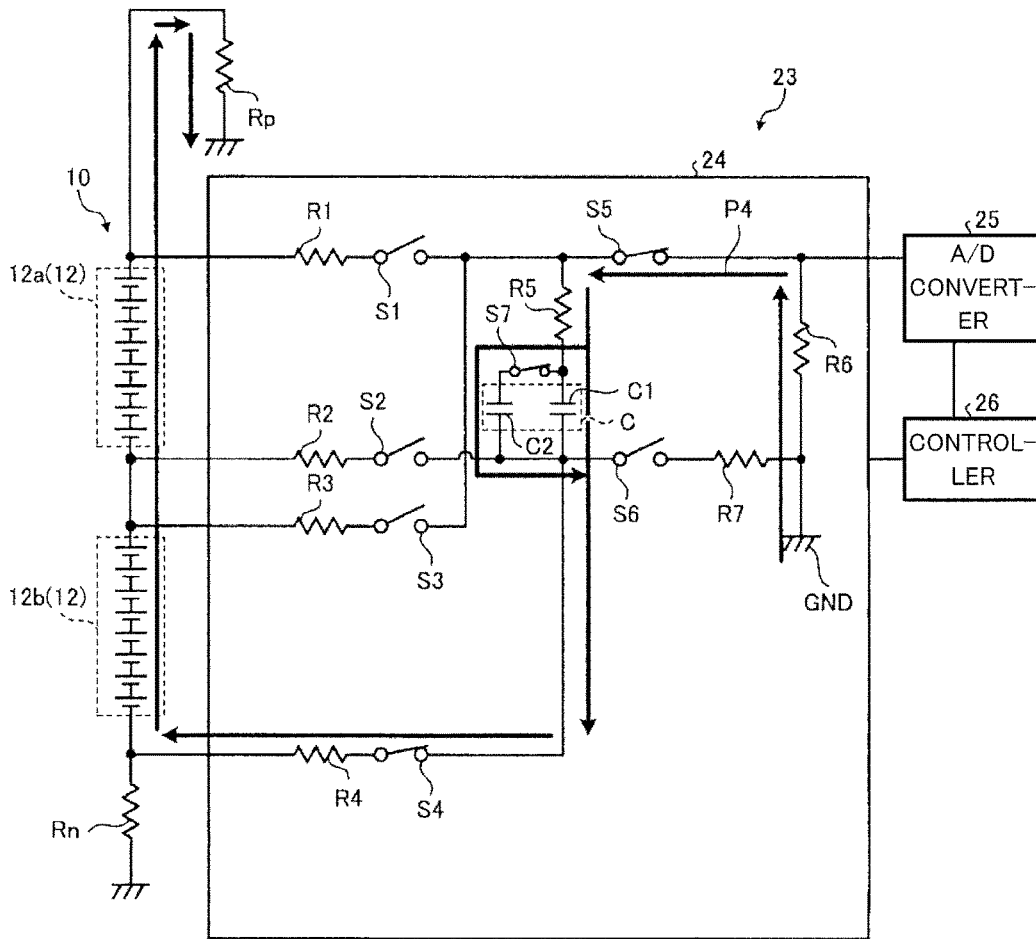 Rp
23
10
24
R1
S5
P4
25
12a(12)
S1
R5
A/D
CONVERT-
ER
S7
R6
C1
26
R2
S2
C
CONTROL-
LER
C2
R3
S6
R7
S3
12b(12)
GND
R4
S4
Rn